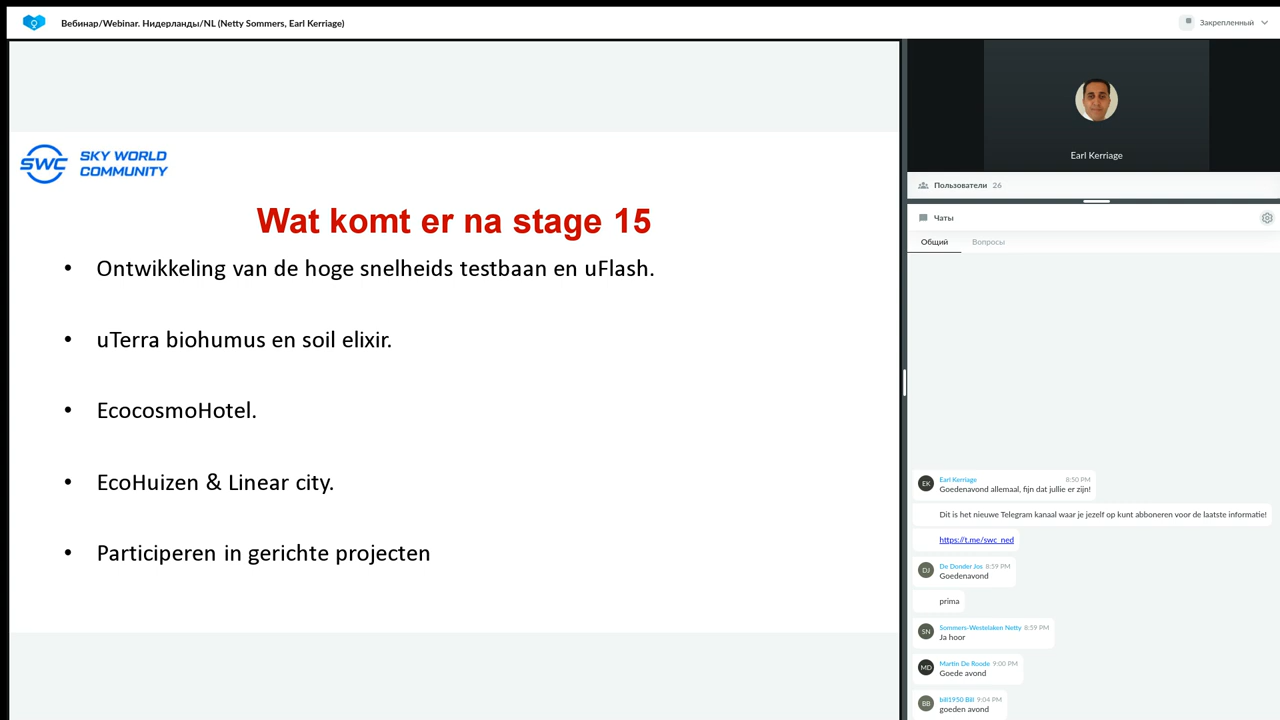 Вебинар/Webinar. Нидерланды/NL (Netty Sommers, Earl Kerriage)
Закрепленный
SWC SKY WORLD
COMMUNITY
Wat komt er na stage 15
• Ontwikkeling van de hoge snelheids testbaan en uFlash.
• uTerra biohumus en soil elixir.
• EcocosmoHotel.
• EcoHuizen & Linear city.
• Participeren in gerichte projecten
Earl Kerriage
Пользователи 26
Чаты
Общий Вопросы
EK Earl Kerriage 8:50 PM
Goedenavond allemaal, fijn dat jullie er zijn!
Dit is het nieuwe Telegram kanaal waar je jezelf op kunt abboneren voor de laatste informatie!
https://t.me/swc_ned
DJ De Donder Jos 8:59 PM
Goedenavond
prima
SN Sommers-Westelaken Netty 8:59 PM
Ja hoor
MD Martin De Roode 9:00 PM
Goede avond
BB bill1950 Bill 9:04 PM
goeden avond